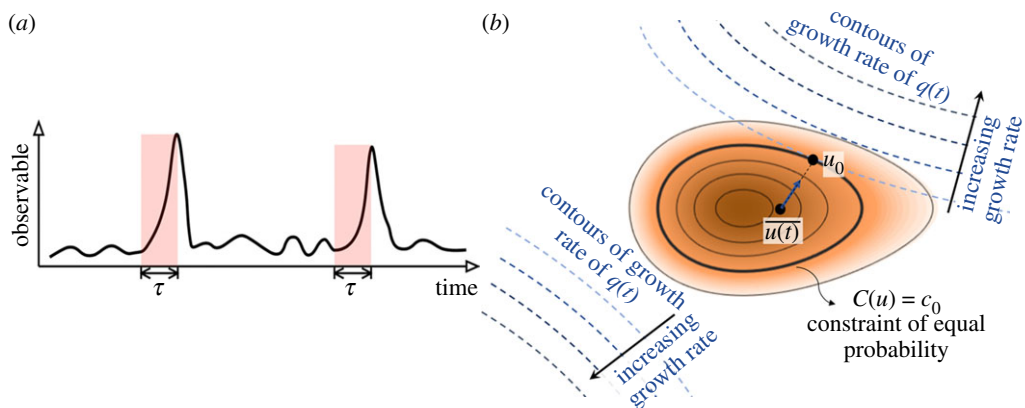 (a)
observable
τ
τ
time
(b)
contours of
growth rate of q(t)
increasing
growth rate
u0
u(t)
contours of growth
rate of q(t)
increasing
growth rate
C(u) = c0
constraint of equal
probability